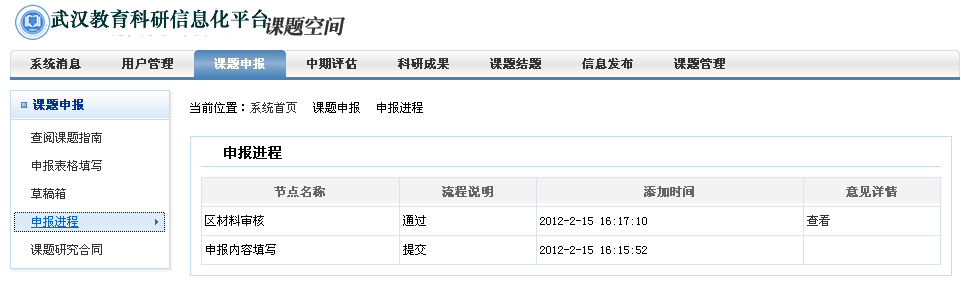 武汉教育科研信息化平台 课题空间
系统消息 用户管理 课题申报 中期评估 科研成果 课题结题 信息发布 课题管理
课题申报
查阅课题指南
申报表格填写
草稿箱
申报进程
课题研究合同
当前位置：系统首页 课题申报 申报进程
申报进程
节点名称 流程说明 添加时间 意见详情
区材料审核 通过 2012-2-15 16:17:10 查看
申报内容填写 提交 2012-2-15 16:15:52